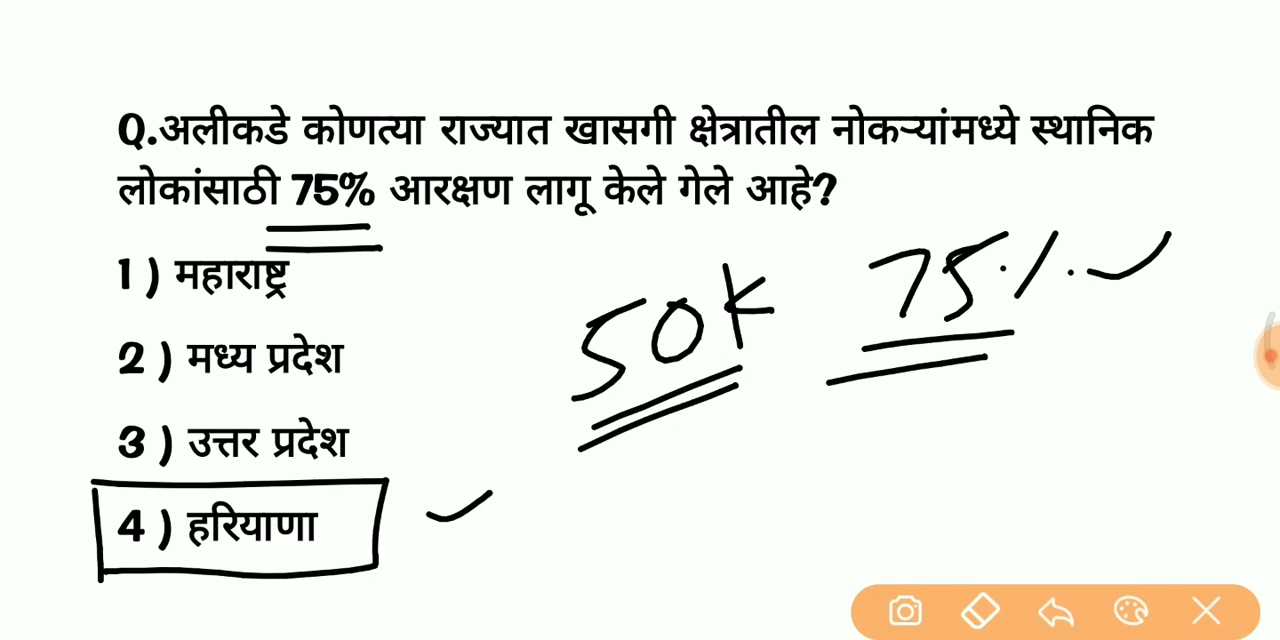 Q.अलीकडे कोणत्या राज्यात खासगी क्षेत्रातील नोकऱ्यांमध्ये स्थानिक
लोकांसाठी 75% आरक्षण लागू केले गेले आहे?
1 ) महाराष्ट्र
50K 75%
2 ) मध्य प्रदेश
3 ) उत्तर प्रदेश
4 ) हरियाणा